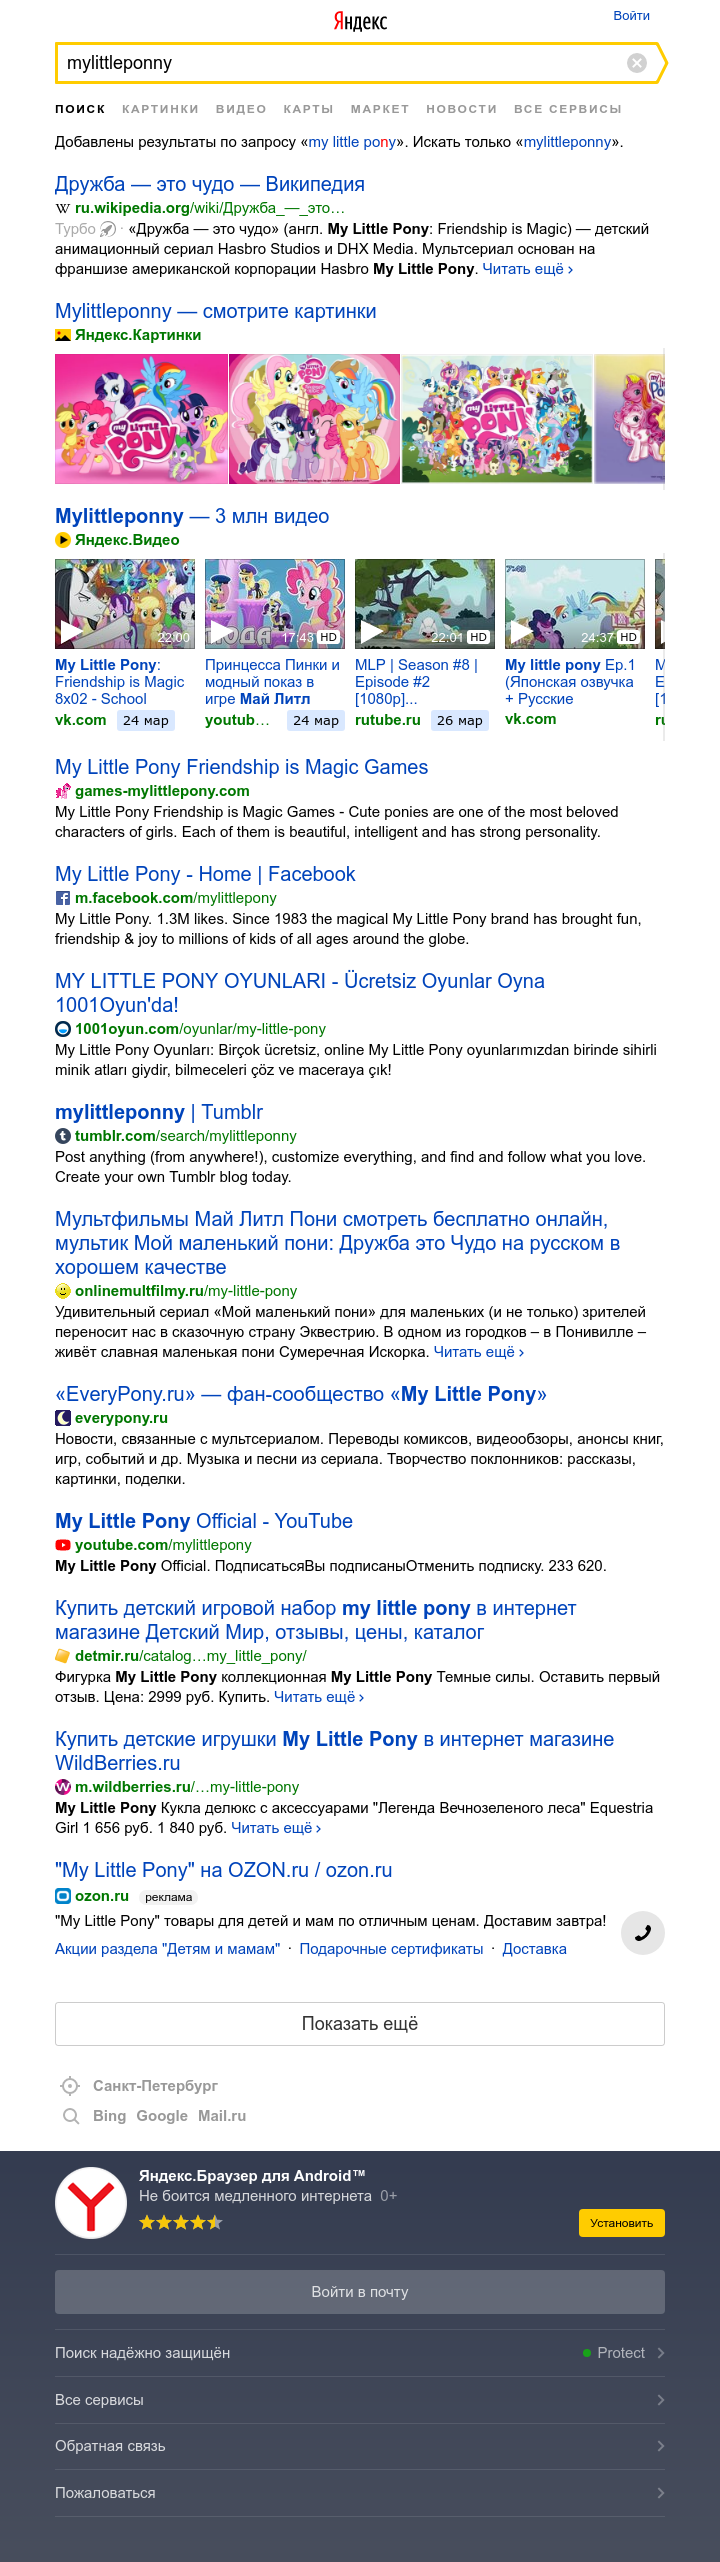 Яндекс
Войти
mylittleponny
ПОИСК КАРТИНКИ ВИДЕО КАРТЫ МАРКЕТ НОВОСТИ ВСЕ СЕРВИСЫ
Добавлены результаты по запросу «my little pony». Искать только «mylittleponny».
Дружба — это чудо — Википедия
W ru.wikipedia.org/wiki/Дружба_—_это…
Турбо · «Дружба — это чудо» (англ. My Little Pony: Friendship is Magic) — детский
анимационный сериал Hasbro Studios и DHX Media. Мультсериал основан на
франшизе американской корпорации Hasbro My Little Pony. Читать ещё ›
Mylittleponny — смотрите картинки
Яндекс.Картинки
my LITTLE PONY
my LITTLE PONY
my LITTLE PONY
Mylittleponny — 3 млн видео
Яндекс.Видео
22:00
МОДА 17:43 HD
22:01 HD
7:43 24:37 HD
My Little Pony:
Friendship is Magic
8x02 - School
vk.com 24 мар
Принцесса Пинки и
модный показ в
игре Май Литл
youtub… 24 мар
MLP | Season #8 |
Episode #2
[1080p]...
rutube.ru 26 мар
My little pony Ep.1
(Японская озвучка
+ Русские
vk.com
My Little Pony Friendship is Magic Games
games-mylittlepony.com
My Little Pony Friendship is Magic Games - Cute ponies are one of the most beloved
characters of girls. Each of them is beautiful, intelligent and has strong personality.
My Little Pony - Home | Facebook
m.facebook.com/mylittlepony
My Little Pony. 1.3M likes. Since 1983 the magical My Little Pony brand has brought fun,
friendship & joy to millions of kids of all ages around the globe.
MY LITTLE PONY OYUNLARI - Ücretsiz Oyunlar Oyna
1001Oyun'da!
1001oyun.com/oyunlar/my-little-pony
My Little Pony Oyunları: Birçok ücretsiz, online My Little Pony oyunlarımızdan birinde sihirli
minik atları giydir, bilmeceleri çöz ve maceraya çık!
mylittleponny | Tumblr
tumblr.com/search/mylittleponny
Post anything (from anywhere!), customize everything, and find and follow what you love.
Create your own Tumblr blog today.
Мультфильмы Май Литл Пони смотреть бесплатно онлайн,
мультик Мой маленький пони: Дружба это Чудо на русском в
хорошем качестве
onlinemultfilmy.ru/my-little-pony
Удивительный сериал «Мой маленький пони» для маленьких (и не только) зрителей
переносит нас в сказочную страну Эквестрию. В одном из городков – в Понивилле –
живёт славная маленькая пони Сумеречная Искорка. Читать ещё ›
«EveryPony.ru» — фан-сообщество «My Little Pony»
everypony.ru
Новости, связанные с мультсериалом. Переводы комиксов, видеообзоры, анонсы книг,
игр, событий и др. Музыка и песни из сериала. Творчество поклонников: рассказы,
картинки, поделки.
My Little Pony Official - YouTube
youtube.com/mylittlepony
My Little Pony Official. ПодписатьсяВы подписаныОтменить подписку. 233 620.
Купить детский игровой набор my little pony в интернет
магазине Детский Мир, отзывы, цены, каталог
detmir.ru/catalog…my_little_pony/
Фигурка My Little Pony коллекционная My Little Pony Темные силы. Оставить первый
отзыв. Цена: 2999 руб. Купить. Читать ещё ›
Купить детские игрушки My Little Pony в интернет магазине
WildBerries.ru
m.wildberries.ru/…my-little-pony
My Little Pony Кукла делюкс с аксессуарами "Легенда Вечнозеленого леса" Equestria
Girl 1 656 руб. 1 840 руб. Читать ещё ›
"My Little Pony" на OZON.ru / ozon.ru
ozon.ru реклама
"My Little Pony" товары для детей и мам по отличным ценам. Доставим завтра!
Акции раздела "Детям и мамам" · Подарочные сертификаты · Доставка
Показать ещё
Санкт-Петербург
Bing Google Mail.ru
Яндекс.Браузер для Android™
Не боится медленного интернета 0+
Установить
Войти в почту
Поиск надёжно защищён Protect
Все сервисы
Обратная связь
Пожаловаться